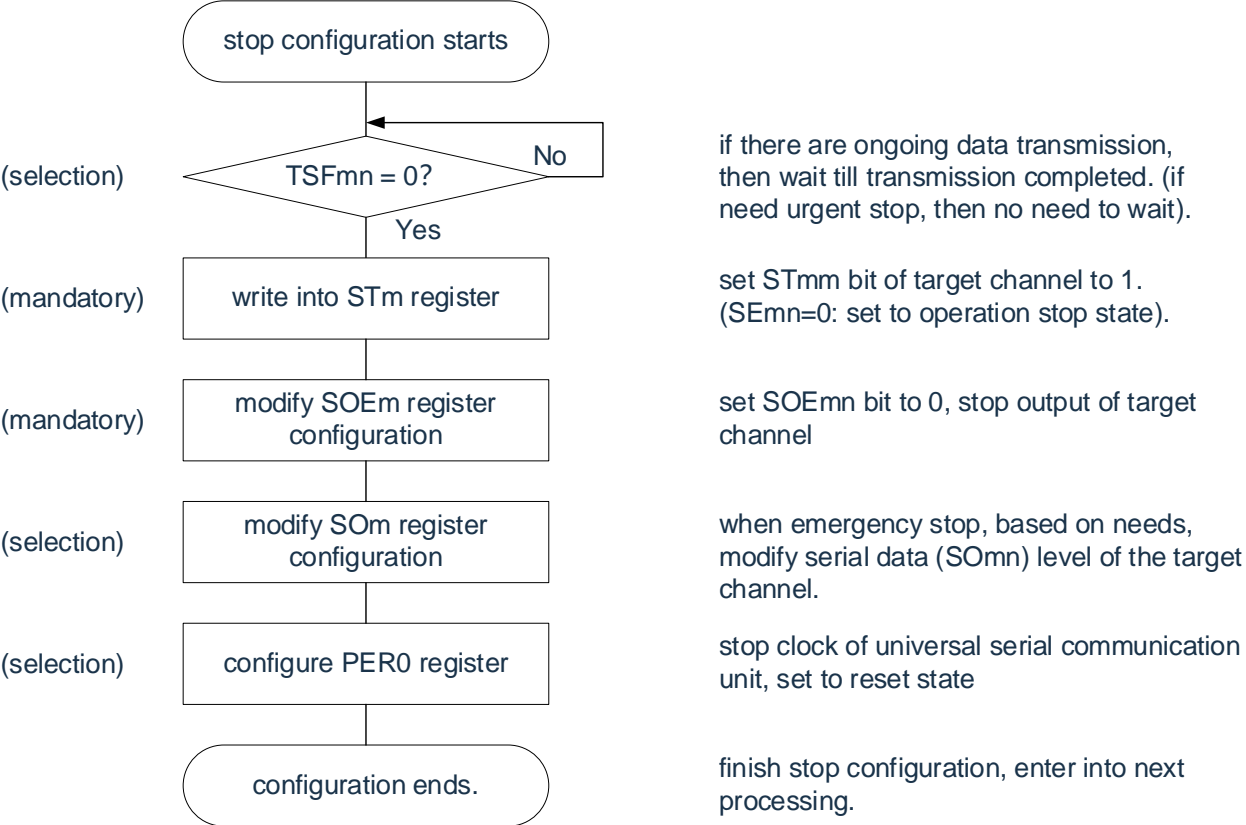 stop configuration starts
(selection)
TSFmn = 0?
No
Yes
if there are ongoing data transmission,
then wait till transmission completed. (if
need urgent stop, then no need to wait).
(mandatory)
write into STm register
set STmm bit of target channel to 1.
(SEmn=0: set to operation stop state).
(mandatory)
modify SOEm register
configuration
set SOEmn bit to 0, stop output of target
channel
(selection)
modify SOm register
configuration
when emergency stop, based on needs,
modify serial data (SOmn) level of the target
channel.
(selection)
configure PER0 register
stop clock of universal serial communication
unit, set to reset state
configuration ends.
finish stop configuration, enter into next
processing.